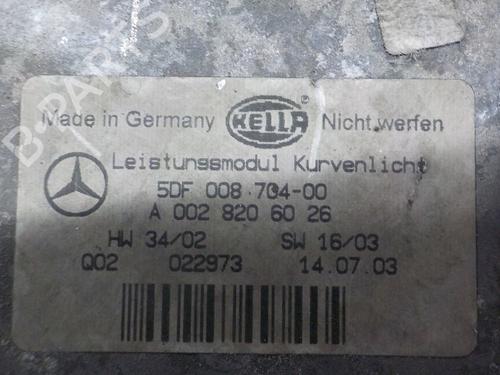 B-PARTS
Made in Germany HELLA Nicht werfen
Leistungsmodul Kurvenlicht
5DF 008 704-00
A 002 820 60 26
HW 34/02 SW 16/03
Q02 022973 14.07.03